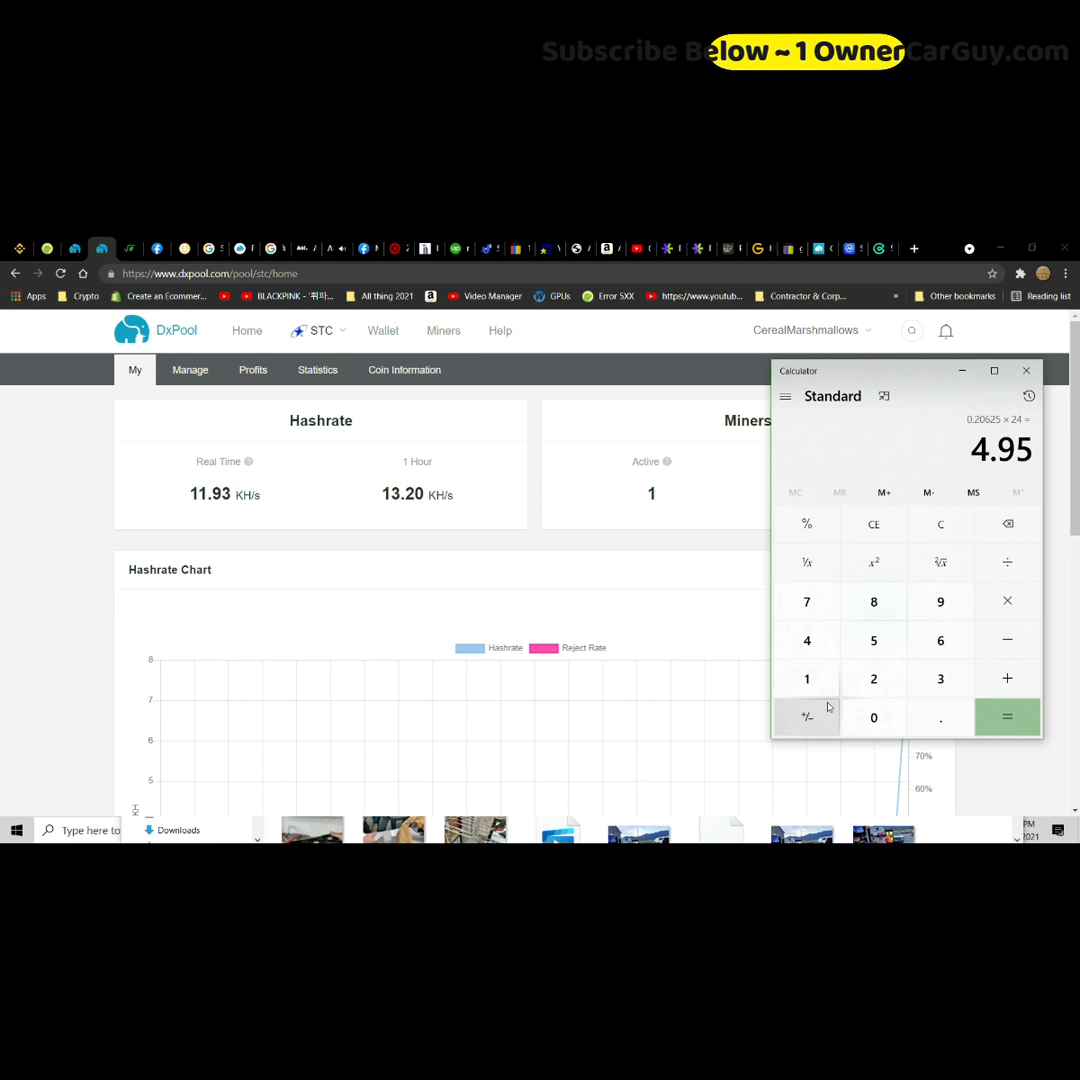 Subscribe Below ~ 1 OwnerCarGuy.com
https://www.dxpool.com/pool/stc/home
Apps Crypto Create an Ecommer... BLACKPINK - '휘파... All thing 2021 Video Manager GPUs Error 5XX https://www.youtub... Contractor & Corp... » Other bookmarks Reading list
DxPool Home STC Wallet Miners Help CerealMarshmallows
My Manage Profits Statistics Coin Information
Hashrate
Real Time
1 Hour
11.93 KH/s
13.20 KH/s
Miners
Active
1
Hashrate Chart
Hashrate Reject Rate
8
7
6
5
70%
60%
Calculator
Standard
0.20625 × 24 =
4.95
MC MR M+ M- MS M˅
% CE C
¹/x x² ²√x ÷
7 8 9 ×
4 5 6 −
1 2 3 +
+/− 0 . =
Type here to
Downloads
PM
2021